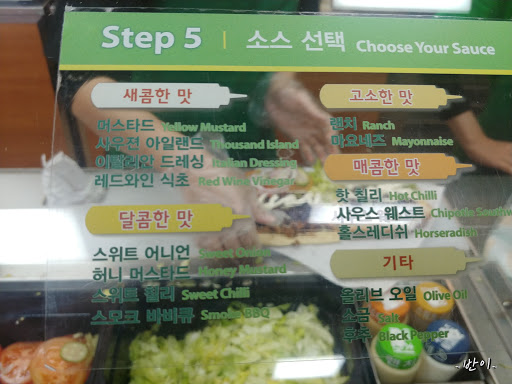 Step 5 | 소스 선택 Choose Your Sauce
새콤한 맛
머스타드 Yellow Mustard
사우전 아일랜드 Thousand Island
이탈리안 드레싱 Italian Dressing
레드와인 식초 Red Wine Vinegar
달콤한 맛
스위트 어니언 Sweet Onion
허니 머스타드 Honey Mustard
스위트 칠리 Sweet Chilli
스모크 바비큐 Smoke BBQ
고소한 맛
랜치 Ranch
마요네즈 Mayonnaise
매콤한 맛
핫 칠리 Hot Chilli
사우스 웨스트 Chipotle Southw
홀스래디쉬 Horseradish
기타
올리브 오일 Olive Oil
소금 Salt
후추 Black Pepper
-반이-